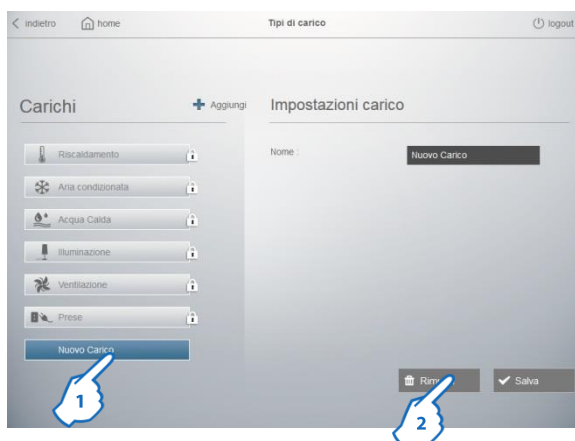 indietro home Tipi di carico logout
Carichi Aggiungi Impostazioni carico
Nome : Nuovo Carico
Riscaldamento
Aria condizionata
Acqua Calda
Illuminazione
Ventilazione
Prese
Nuovo Carico
Salva
1
2